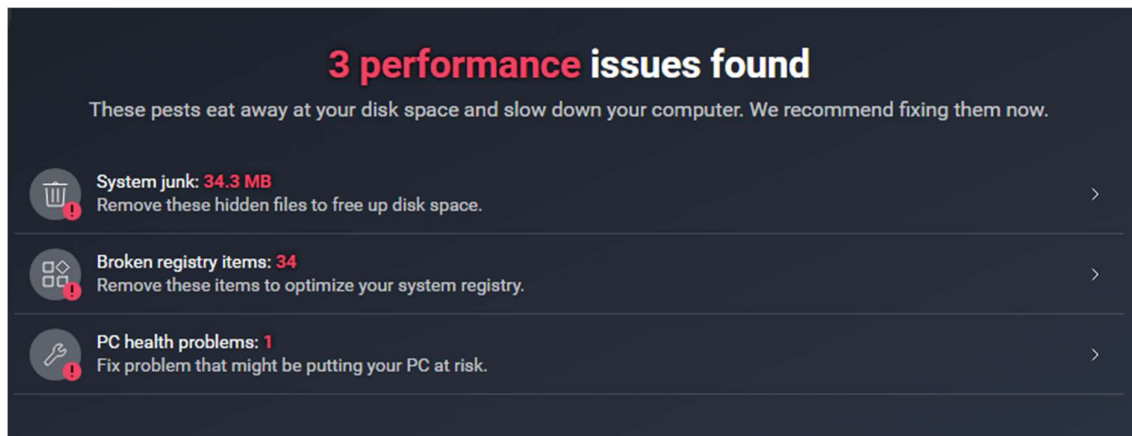 3 performance issues found
These pests eat away at your disk space and slow down your computer. We recommend fixing them now.
System junk: 34.3 MB
Remove these hidden files to free up disk space.
Broken registry items: 34
Remove these items to optimize your system registry.
PC health problems: 1
Fix problem that might be putting your PC at risk.